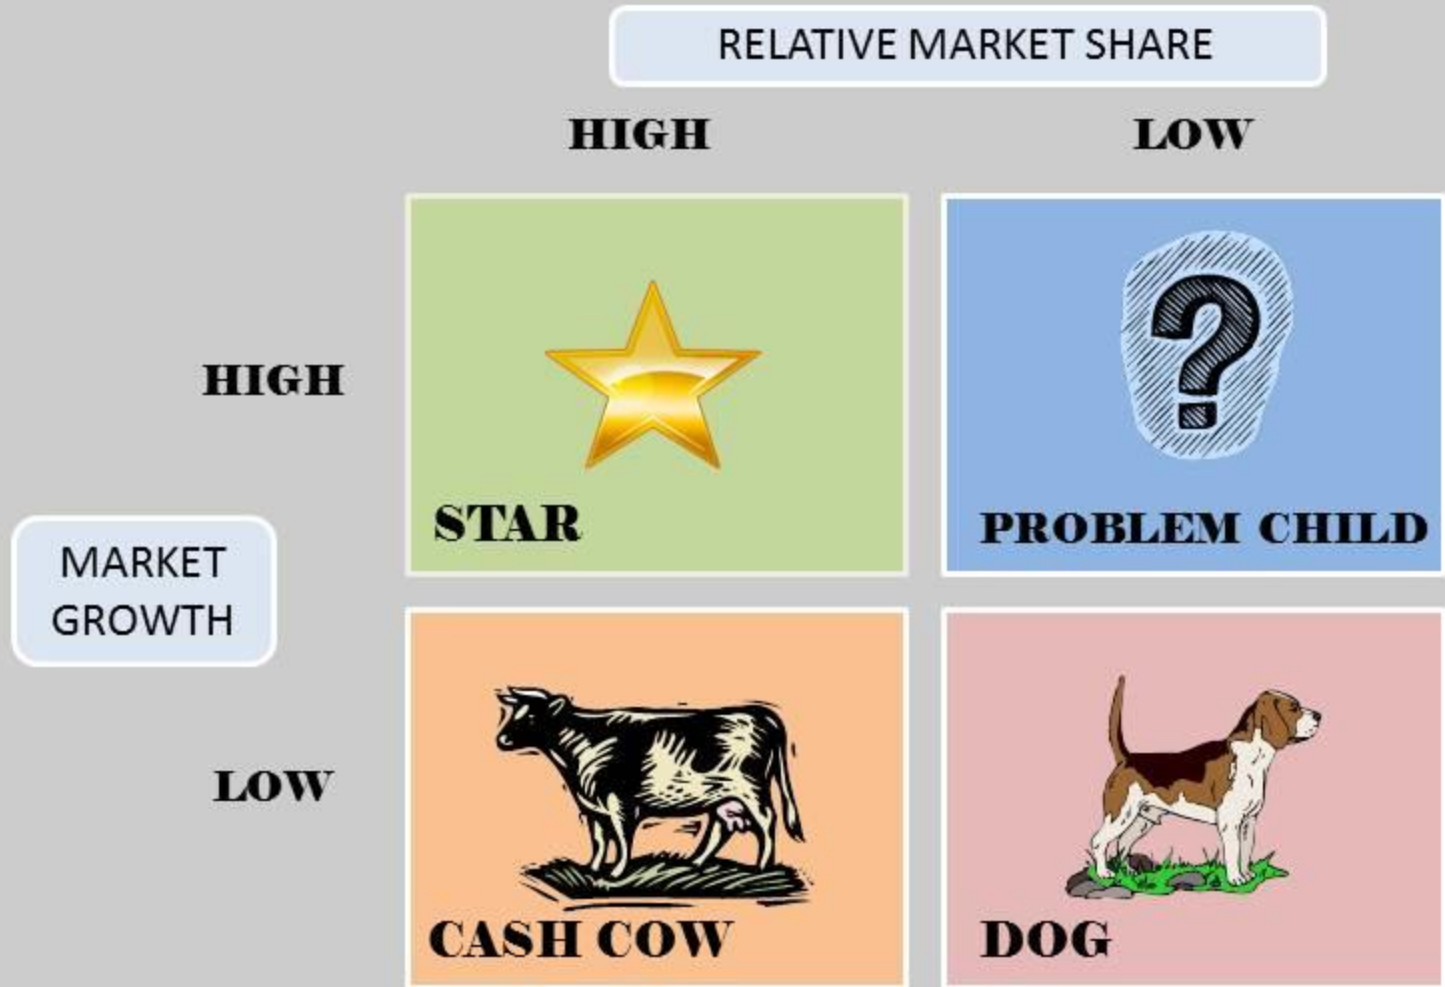 RELATIVE MARKET SHARE
HIGH
LOW
HIGH
?
STAR
PROBLEM CHILD
MARKET
GROWTH
LOW
CASH COW
DOG